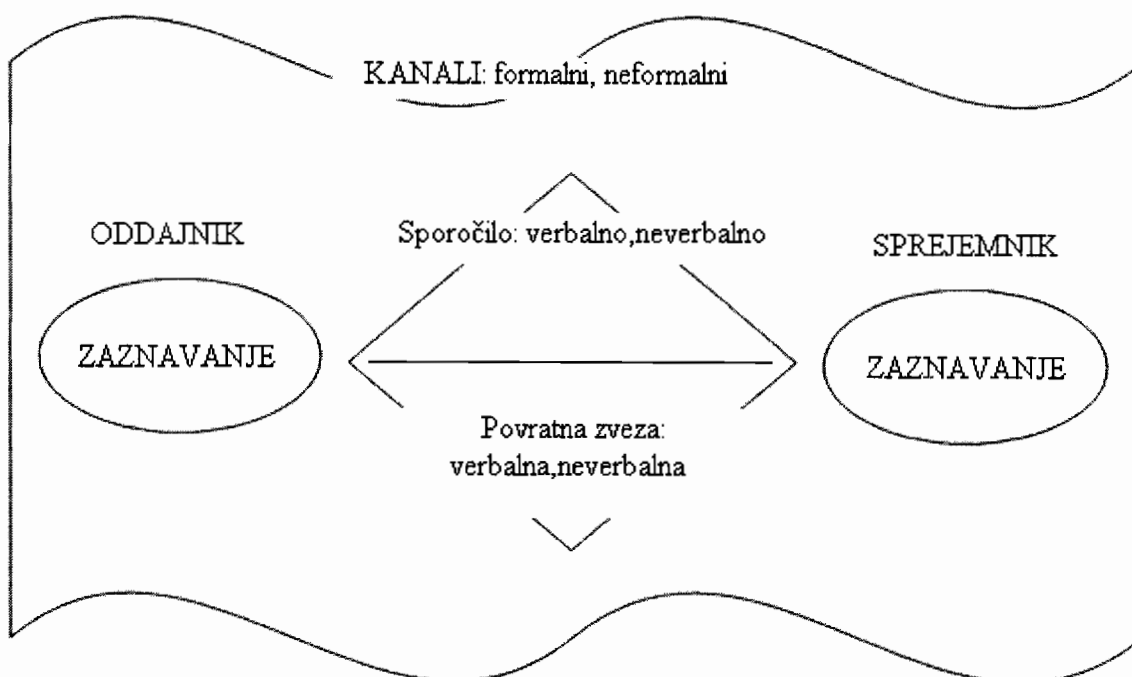 KANALI: formalni, neformalni
ODDAJNIK
Sporočilo: verbalno,neverbalno
SPREJEMNIK
ZAZNAVANJE
ZAZNAVANJE
Povratna zveza:
verbalna,neverbalna